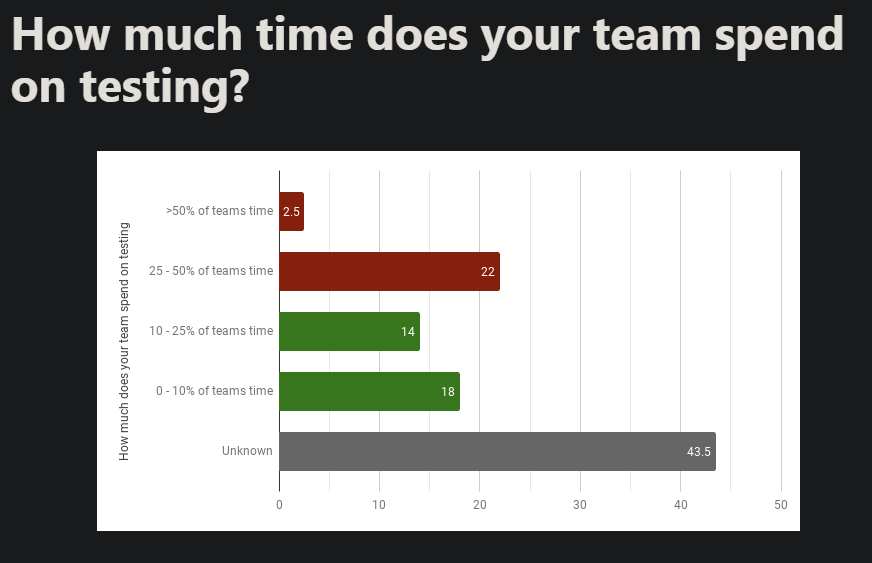 How much time does your team spend
on testing?
How much does your team spend on testing
>50% of teams time
2.5
25 - 50% of teams time
22
10 - 25% of teams time
14
0 - 10% of teams time
18
Unknown
43.5
0
10
20
30
40
50